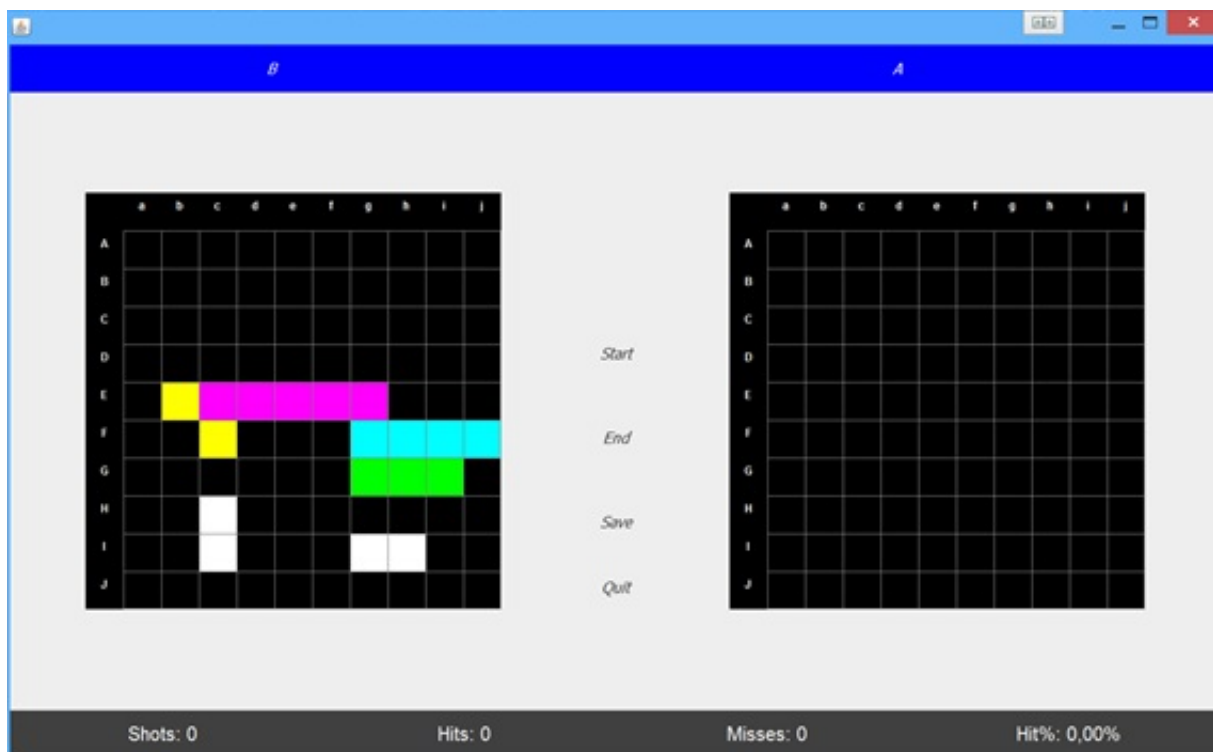 B A
a b c d e f g h i j a b c d e f g h i j
A A
B B
C C
D D
Start
E E
F F
End
G G
H H
Save
I I
J J
Quit
Shots: 0 Hits: 0 Misses: 0 Hit%: 0,00%